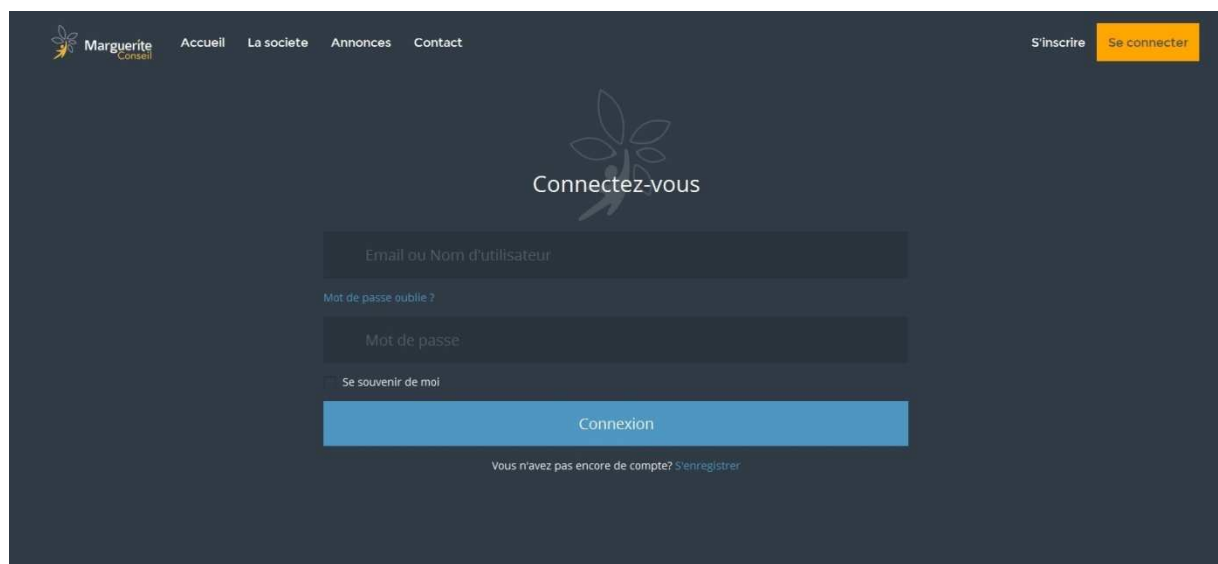 Marguerite
Conseil
Accueil
La societe
Annonces
Contact
S'inscrire
Se connecter
Connectez-vous
Email ou Nom d'utilisateur
Mot de passe oublie ?
Mot de passe
Se souvenir de moi
Connexion
Vous n'avez pas encore de compte? S'enregistrer